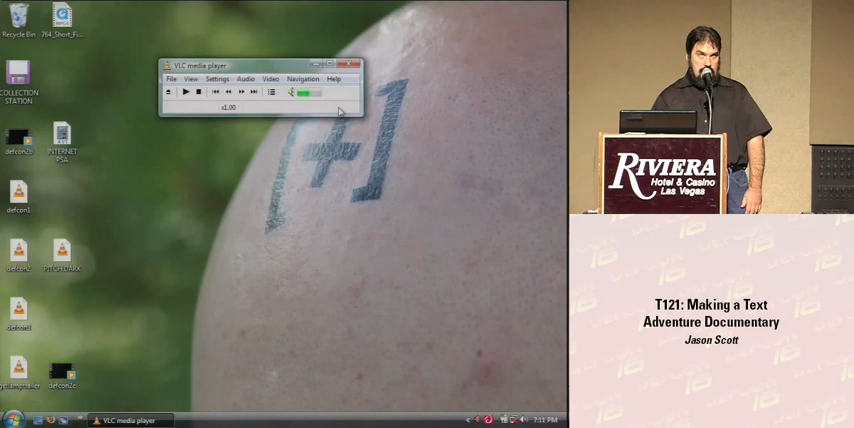 Recycle Bin
764_Short_Fi...
COLLECTION
STATION
defcon2b
INTERNET
PSA
defcon1
defcon2
PITCH.DARK
defcon3
getlamptrailer
defcon2c
VLC media player
File View Settings Audio Video Navigation Help
x1.00
[+]
VLC media player
7:11 PM
RIVIERA
Hotel & Casino
Las Vegas
T121: Making a Text
Adventure Documentary
Jason Scott